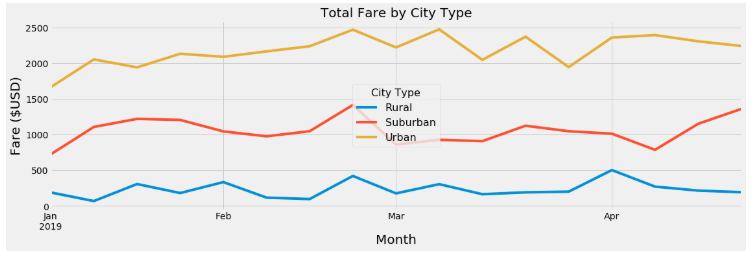 Total Fare by City Type
Fare ($USD)
2500
2000
1500
1000
500
0
City Type
Rural
Suburban
Urban
Jan
2019
Feb
Mar
Apr
Month